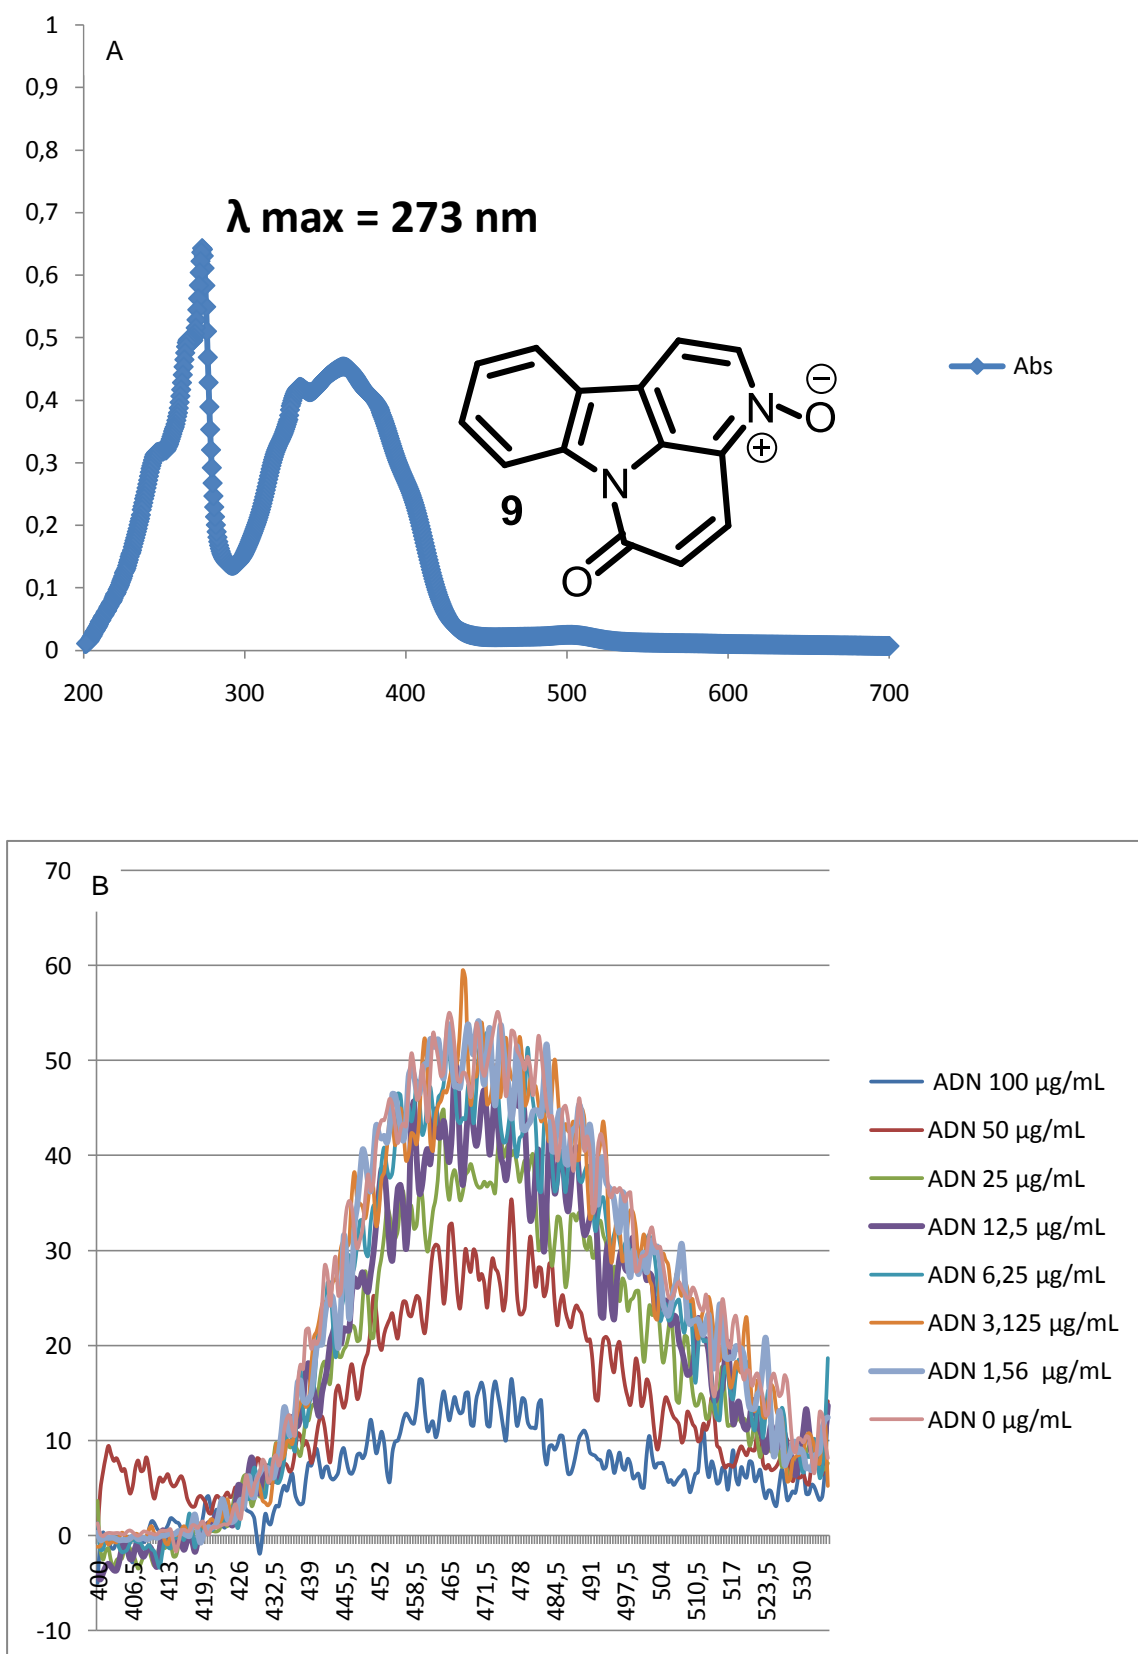 1
A
0,9
0,8
0,7
λ max = 273 nm
0,6
0,5
0,4
0,3
0,2
0,1
0
N
O
−
+
N
9
O
Abs
200 300 400 500 600 700
70
B
60
50
40
30
20
10
0
-10
400 406,5 413 419,5 426 432,5 439 445,5 452 458,5 465 471,5 478 484,5 491 497,5 504 510,5 517 523,5 530
ADN 100 µg/mL
ADN 50 µg/mL
ADN 25 µg/mL
ADN 12,5 µg/mL
ADN 6,25 µg/mL
ADN 3,125 µg/mL
ADN 1,56 µg/mL
ADN 0 µg/mL